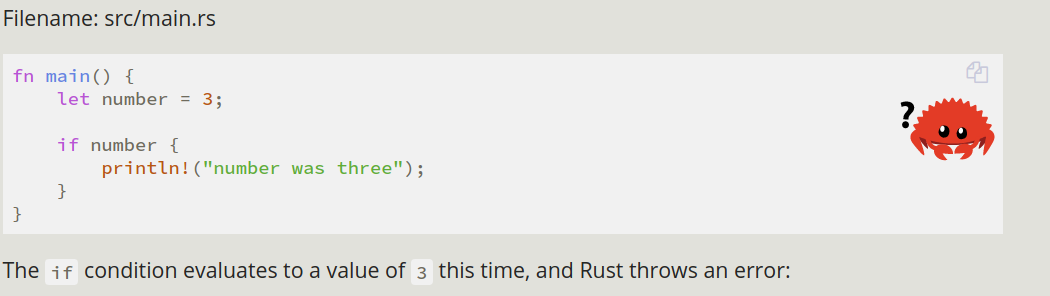 Filename: src/main.rs
fn main() {
    let number = 3;
    if number {
        println!("number was three");
    }
}
?
The if condition evaluates to a value of 3 this time, and Rust throws an error: